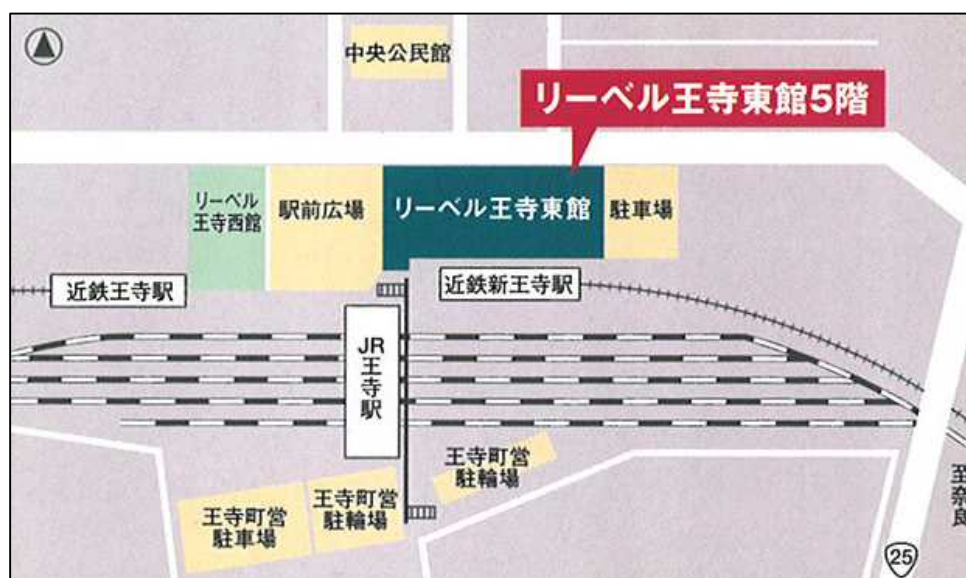 中央公民館
リーベル王寺東館5階
リーベル
王寺西館
駅前広場
リーベル王寺東館
駐車場
近鉄王寺駅
近鉄新王寺駅
JR
王寺駅
王寺町営
駐輪場
王寺町営
駐輪場
王寺町営
駐車場
至奈良
25